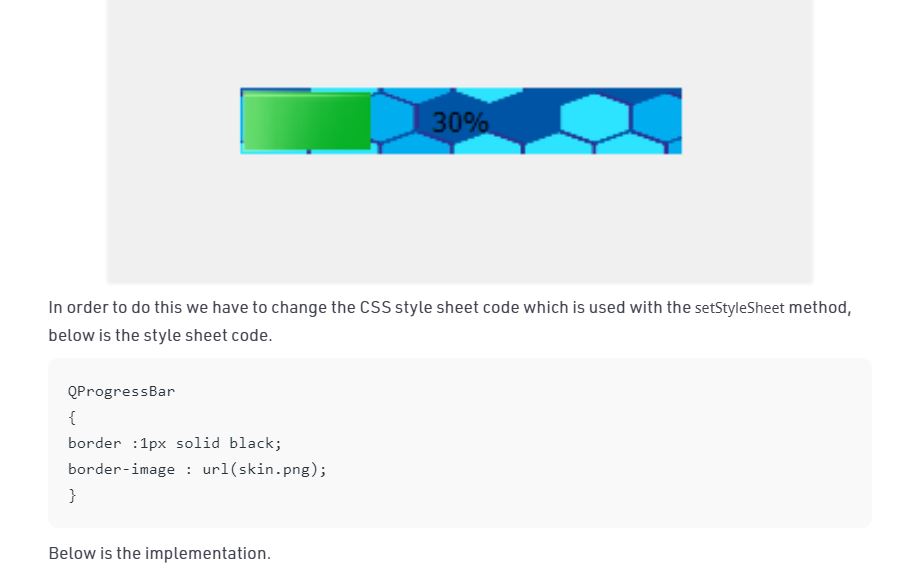 30%
In order to do this we have to change the CSS style sheet code which is used with the setStyleSheet method,
below is the style sheet code.
QProgressBar
{
border :1px solid black;
border-image : url(skin.png);
}
Below is the implementation.